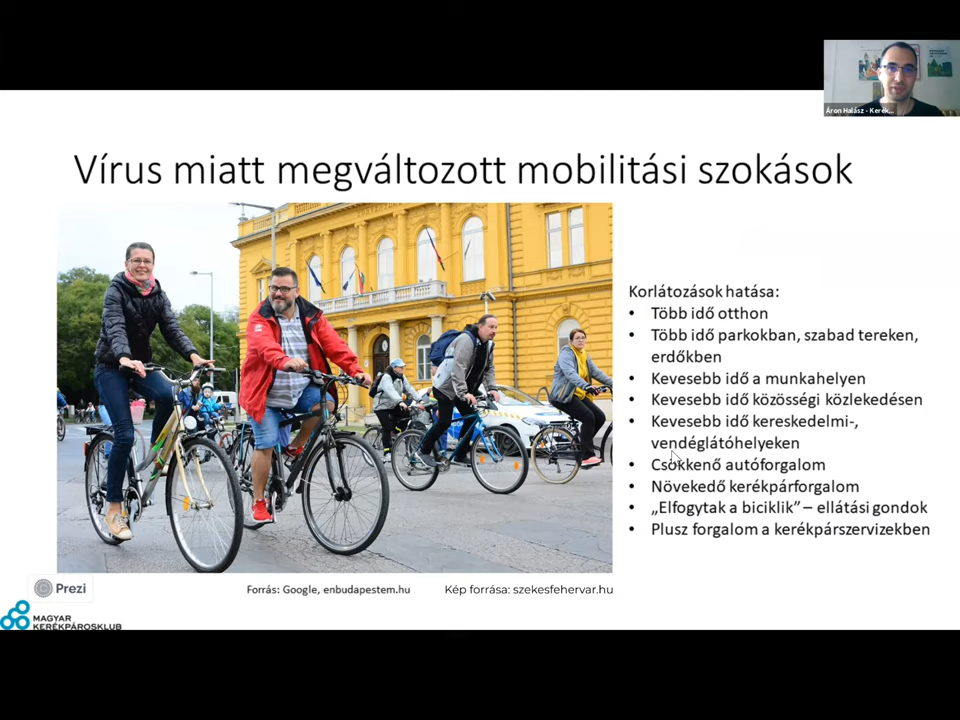 Áron Halász - Kerék...
Vírus miatt megváltozott mobilitási szokások
Korlátozások hatása:
• Több idő otthon
• Több idő parkokban, szabad tereken,
erdőkben
• Kevesebb idő a munkahelyen
• Kevesebb idő közösségi közlekedésen
• Kevesebb idő kereskedelmi-,
vendéglátóhelyeken
• Csökkenő autóforgalom
• Növekedő kerékpárforgalom
• „Elfogytak a biciklik” – ellátási gondok
• Plusz forgalom a kerékpárszervizekben
Prezi
Forrás: Google, enbudapestem.hu
Kép forrása: szekesfehervar.hu
MAGYAR
KERÉKPÁROSKLUB